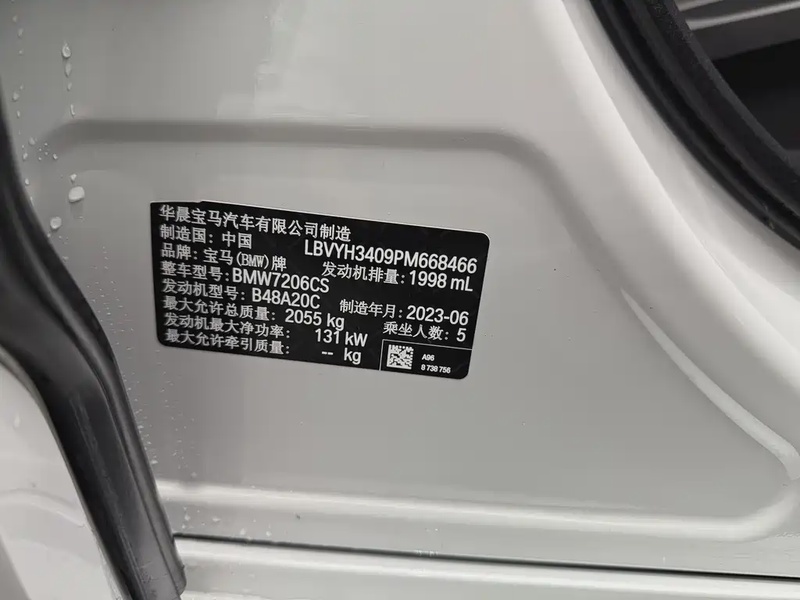 华晨宝马汽车有限公司制造
制造国：中国 LBVYH3409PM668466
品牌：宝马(BMW)牌 发动机排量：1998 mL
整车型号：BMW7206CS
发动机型号：B48A20C 制造年月：2023-06
最大允许总质量：2055 kg 乘坐人数：5
发动机最大净功率：131 kW
最大允许牵引质量：-- kg
A96
8 738 756